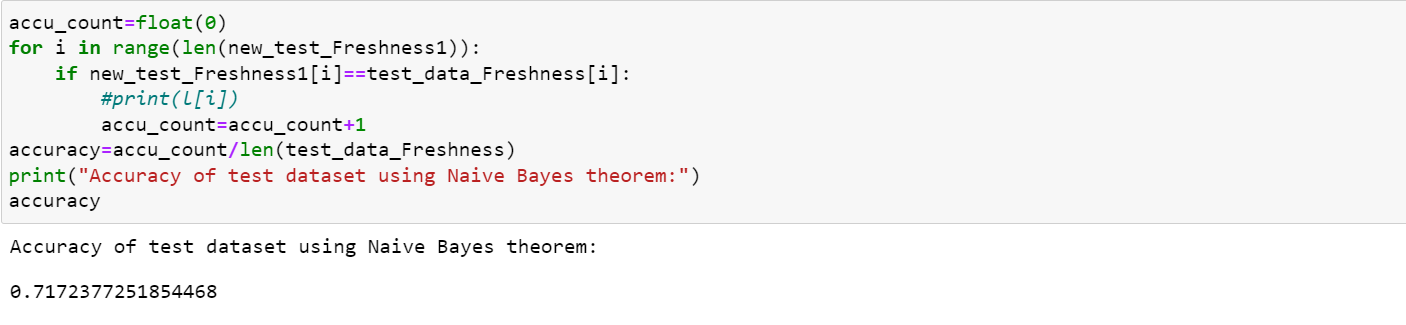 accu_count=float(0)
for i in range(len(new_test_Freshness1)):
    if new_test_Freshness1[i]==test_data_Freshness[i]:
        #print(l[i])
        accu_count=accu_count+1
accuracy=accu_count/len(test_data_Freshness)
print("Accuracy of test dataset using Naive Bayes theorem:")
accuracy
Accuracy of test dataset using Naive Bayes theorem:
0.7172377251854468